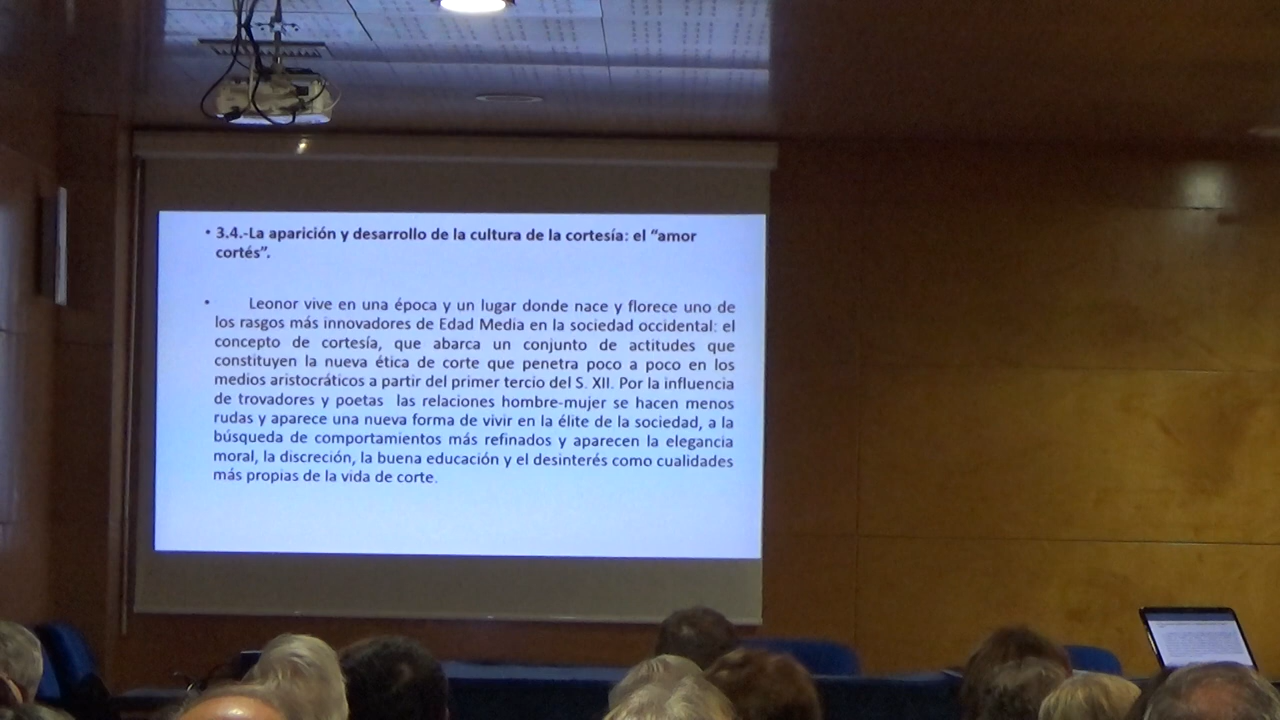 • 3.4.-La aparición y desarrollo de la cultura de la cortesía: el “amor
cortés”.
• Leonor vive en una época y un lugar donde nace y florece uno de
los rasgos más innovadores de Edad Media en la sociedad occidental: el
concepto de cortesía, que abarca un conjunto de actitudes que
constituyen la nueva ética de corte que penetra poco a poco en los
medios aristocráticos a partir del primer tercio del S. XII. Por la influencia
de trovadores y poetas las relaciones hombre-mujer se hacen menos
rudas y aparece una nueva forma de vivir en la élite de la sociedad, a la
búsqueda de comportamientos más refinados y aparecen la elegancia
moral, la discreción, la buena educación y el desinterés como cualidades
más propias de la vida de corte.